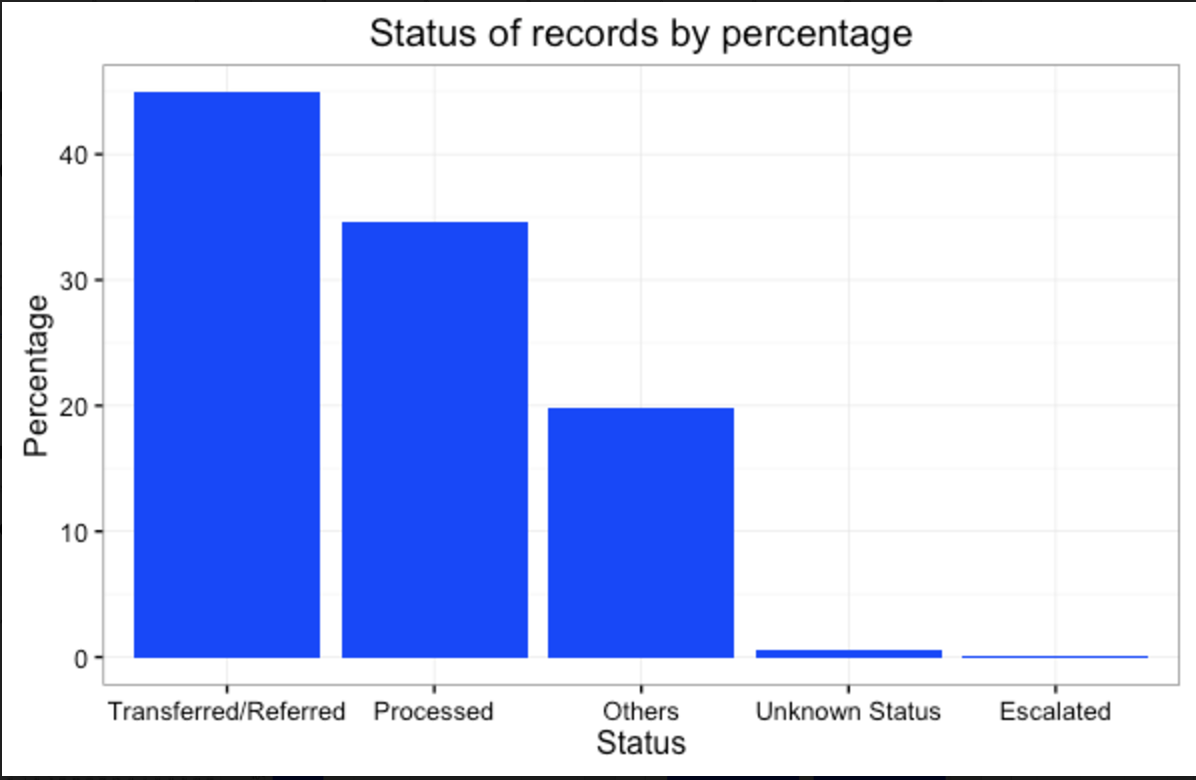 Status of records by percentage
Percentage
40
30
20
10
0
Transferred/Referred Processed Others Unknown Status Escalated
Status